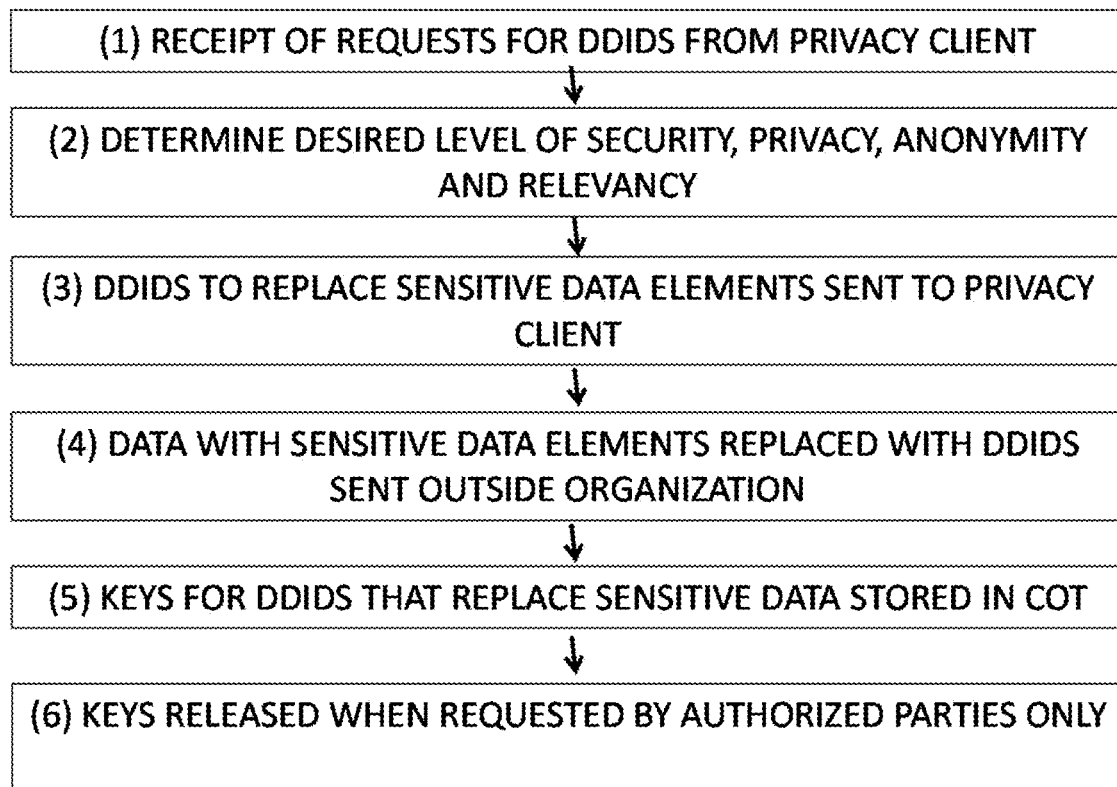 (1) RECEIPT OF REQUESTS FOR DDIDS FROM PRIVACY CLIENT
(2) DETERMINE DESIRED LEVEL OF SECURITY, PRIVACY, ANONYMITY
AND RELEVANCY
(3) DDIDS TO REPLACE SENSITIVE DATA ELEMENTS SENT TO PRIVACY
CLIENT
(4) DATA WITH SENSITIVE DATA ELEMENTS REPLACED WITH DDIDS
SENT OUTSIDE ORGANIZATION
(5) KEYS FOR DDIDS THAT REPLACE SENSITIVE DATA STORED IN COT
(6) KEYS RELEASED WHEN REQUESTED BY AUTHORIZED PARTIES ONLY